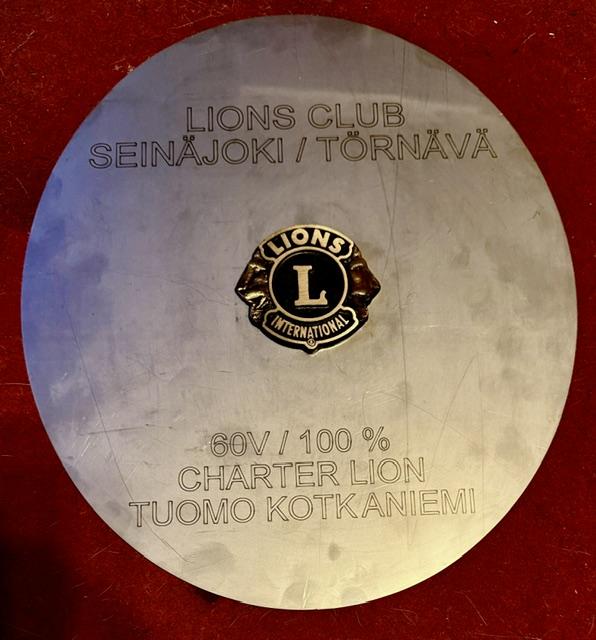 LIONS CLUB
SEINÄJOKI / TÖRNÄVÄ
LIONS
L
INTERNATIONAL
®
60V / 100 %
CHARTER LION
TUOMO KOTKANIEMI